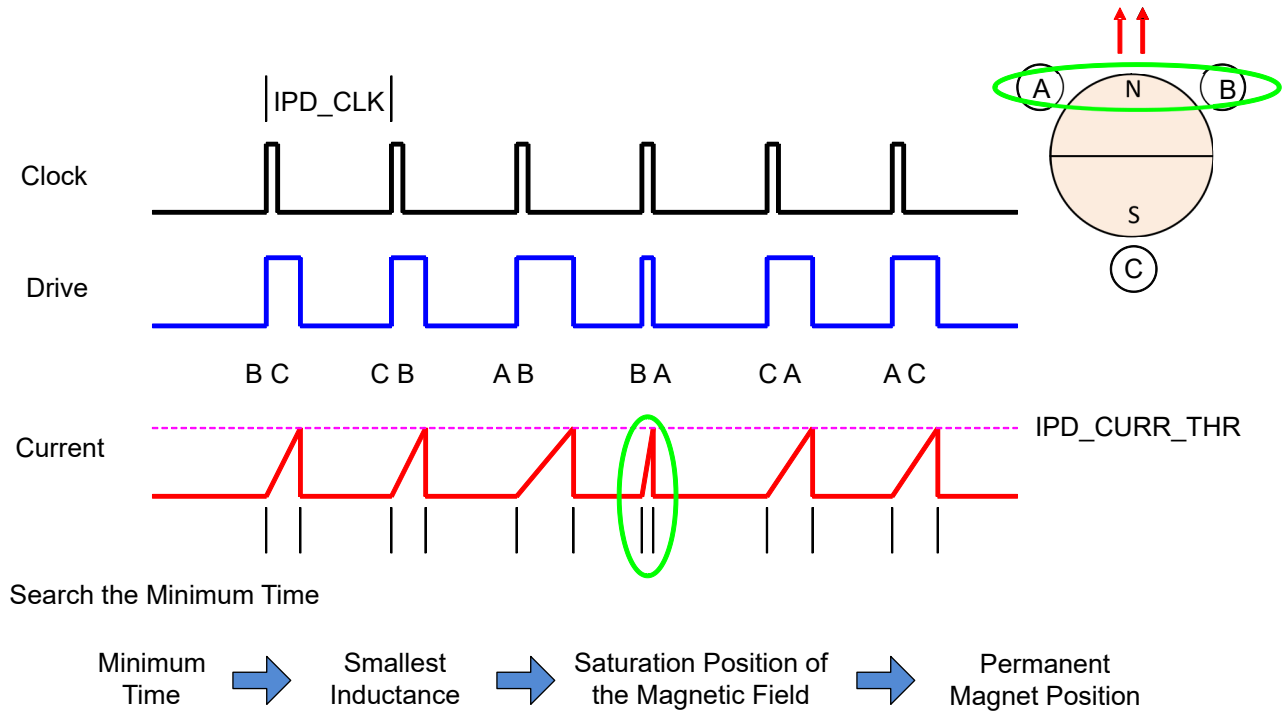 IPD_CLK
A
N
B
Clock
S
C
Drive
B C
C B
A B
B A
C A
A C
IPD_CURR_THR
Current
Search the Minimum Time
Minimum
Time
Smallest
Inductance
Saturation Position of
the Magnetic Field
Permanent
Magnet Position